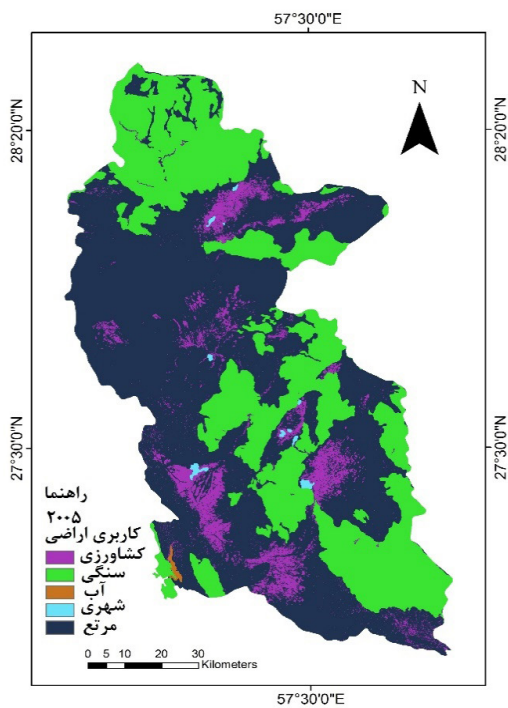 57°30'0"E
N
28°20'0"N
28°20'0"N
27°30'0"N
27°30'0"N
راهنما
۲۰۰۵
کاربری اراضی
کشاورزی
سنگی
آب
شهری
مرتع
0 5 10 20 30
Kilometers
57°30'0"E